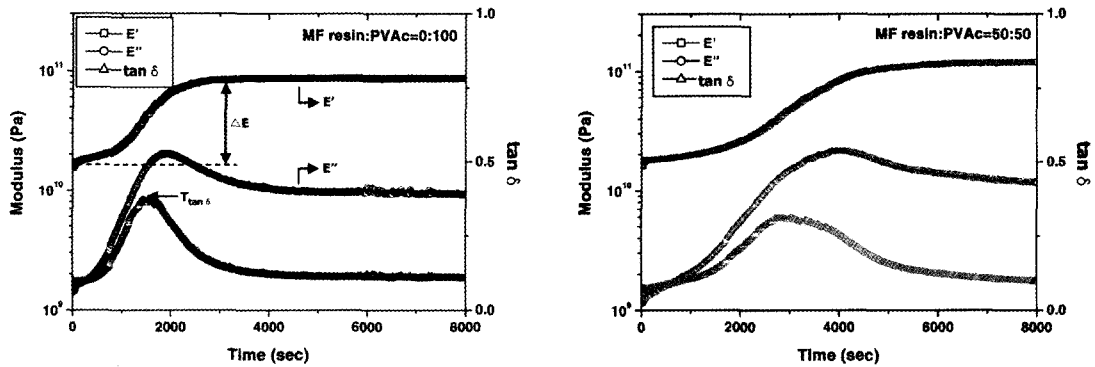 MF resin:PVAc=0:100
E'
E"
tan δ
Modulus (Pa)
10¹¹
10¹⁰
10⁹
1.0
0.5
0.0
tan δ
E'
△E
E"
T tan δ
0
2000
4000
6000
8000
Time (sec)
MF resin:PVAc=50:50
E'
E"
tan δ
Modulus (Pa)
10¹¹
10¹⁰
10⁹
1.0
0.5
0.0
tan δ
0
2000
4000
6000
8000
Time (sec)